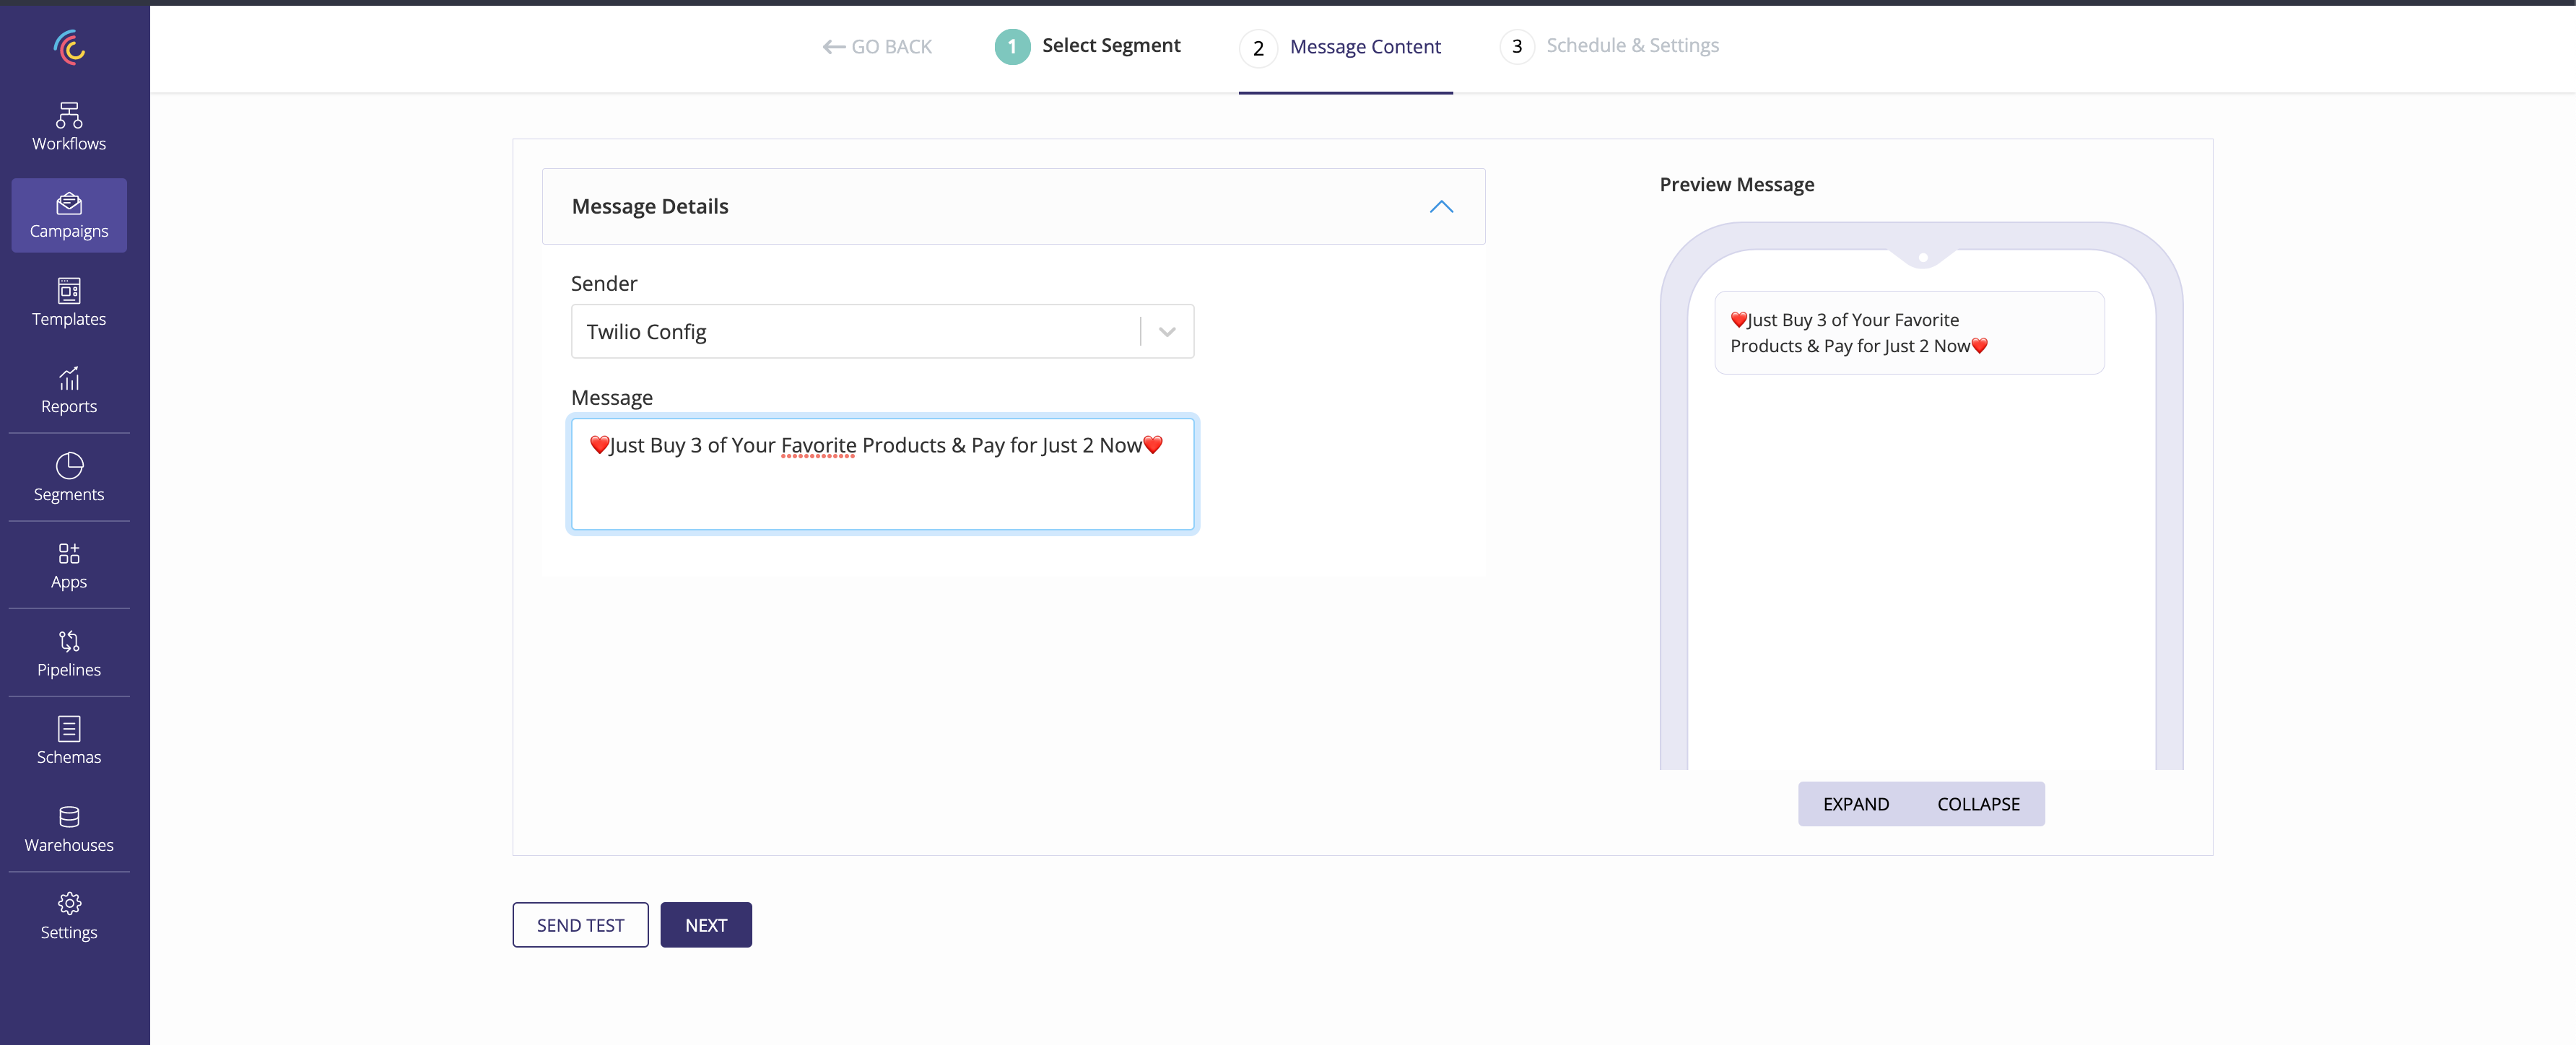 GO BACK
1 Select Segment
2 Message Content
3 Schedule & Settings
Workflows
Campaigns
Templates
Reports
Segments
Apps
Pipelines
Schemas
Warehouses
Settings
Message Details
Sender
Twilio Config
Message
❤️Just Buy 3 of Your Favorite Products & Pay for Just 2 Now❤️
Preview Message
❤️Just Buy 3 of Your Favorite
Products & Pay for Just 2 Now❤️
EXPAND COLLAPSE
SEND TEST NEXT